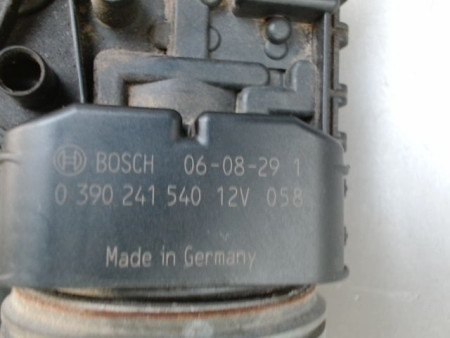 BOSCH 06-08-29 1
0 390 241 540 12V 058
Made in Germany